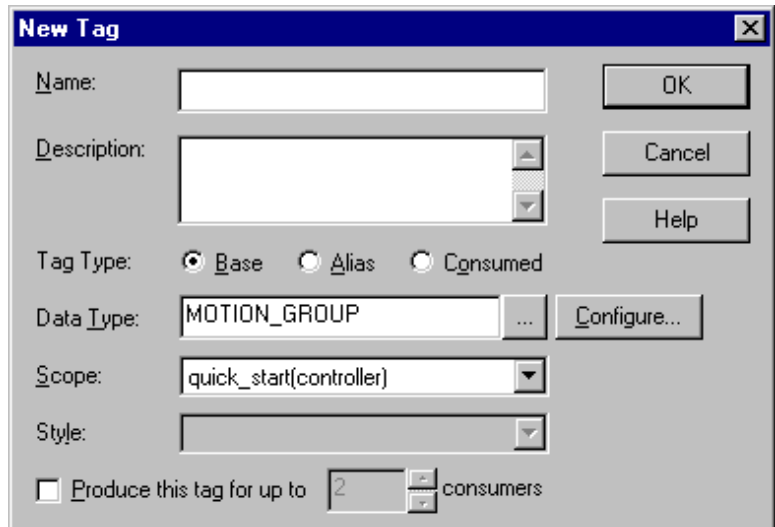 New Tag
Name:
OK
Description:
Cancel
Help
Tag Type: Base Alias Consumed
Data Type: MOTION_GROUP ... Configure...
Scope: quick_start(controller)
Style:
Produce this tag for up to 2 consumers